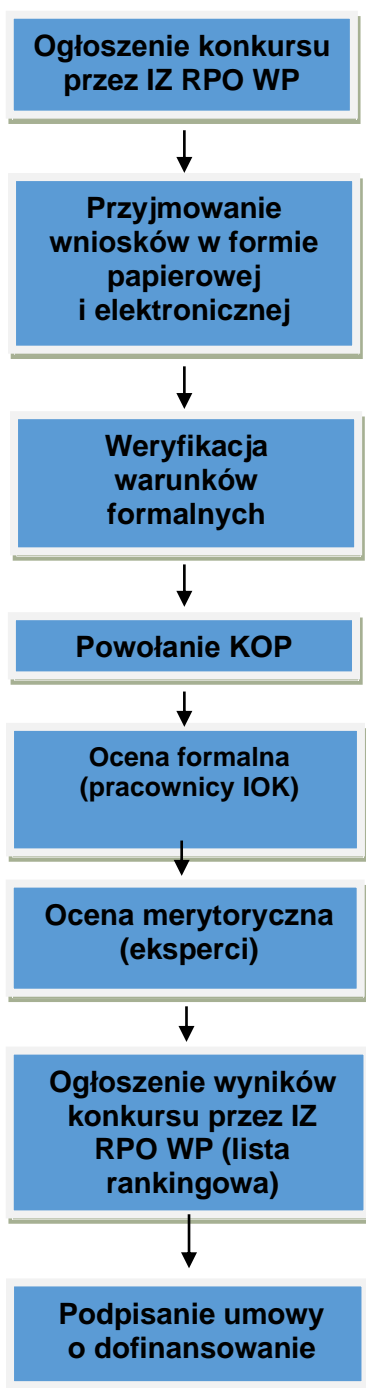 Ogłoszenie konkursu
przez IZ RPO WP
Przyjmowanie
wniosków w formie
papierowej
i elektronicznej
Weryfikacja
warunków
formalnych
Powołanie KOP
Ocena formalna
(pracownicy IOK)
Ocena merytoryczna
(eksperci)
Ogłoszenie wyników
konkursu przez IZ
RPO WP (lista
rankingowa)
Podpisanie umowy
o dofinansowanie